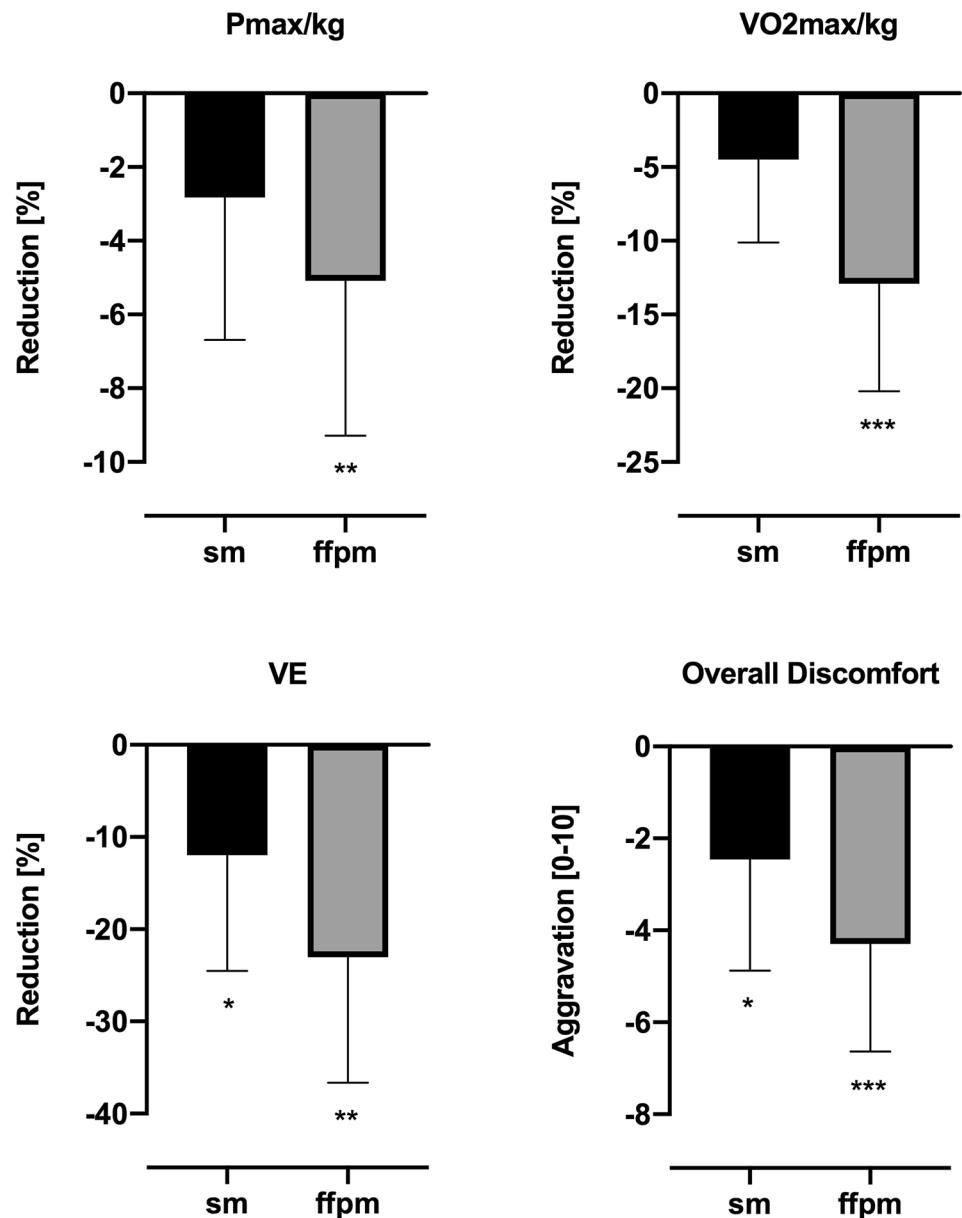 Pmax/kg
Reduction [%]
0
-2
-4
-6
-8
-10
**
sm ffpm
VO2max/kg
Reduction [%]
0
-5
-10
-15
-20
-25
***
sm ffpm
VE
Reduction [%]
0
-10
-20
-30
-40
*
**
sm ffpm
Overall Discomfort
Aggravation [0-10]
0
-2
-4
-6
-8
*
***
sm ffpm